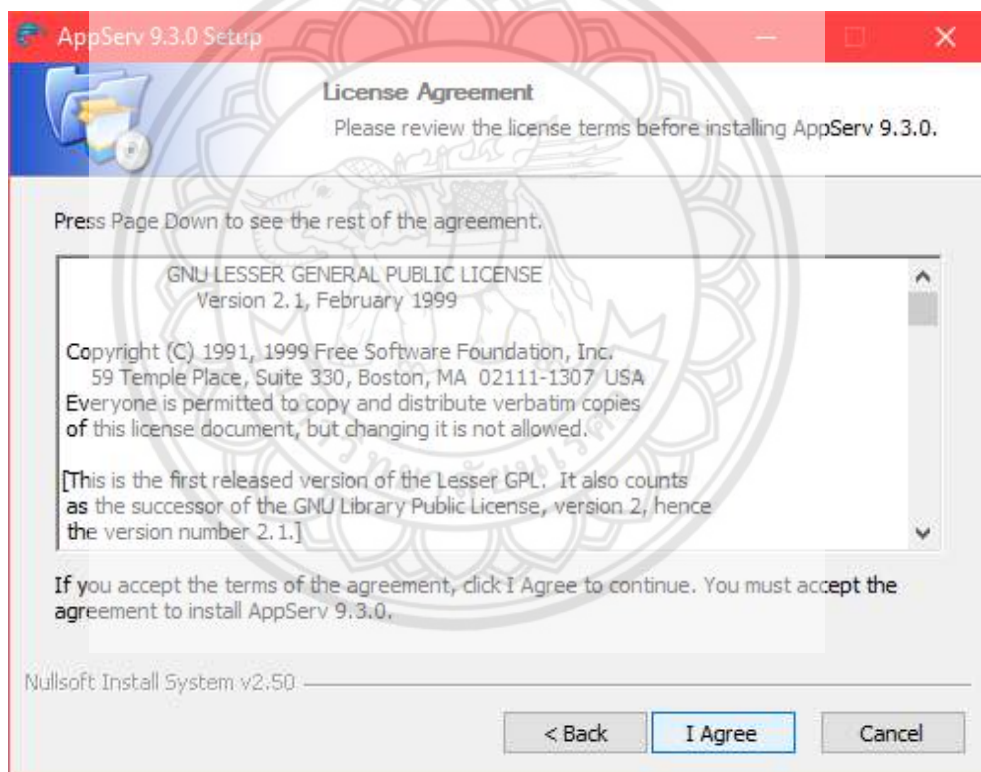 AppServ 9.3.0 Setup
License Agreement
Please review the license terms before installing AppServ 9.3.0.
Press Page Down to see the rest of the agreement.
GNU LESSER GENERAL PUBLIC LICENSE
Version 2.1, February 1999
Copyright (C) 1991, 1999 Free Software Foundation, Inc.
59 Temple Place, Suite 330, Boston, MA  02111-1307  USA
Everyone is permitted to copy and distribute verbatim copies
of this license document, but changing it is not allowed.
[This is the first released version of the Lesser GPL.  It also counts
as the successor of the GNU Library Public License, version 2, hence
the version number 2.1.]
If you accept the terms of the agreement, click I Agree to continue. You must accept the
agreement to install AppServ 9.3.0.
Nullsoft Install System v2.50
< Back
I Agree
Cancel